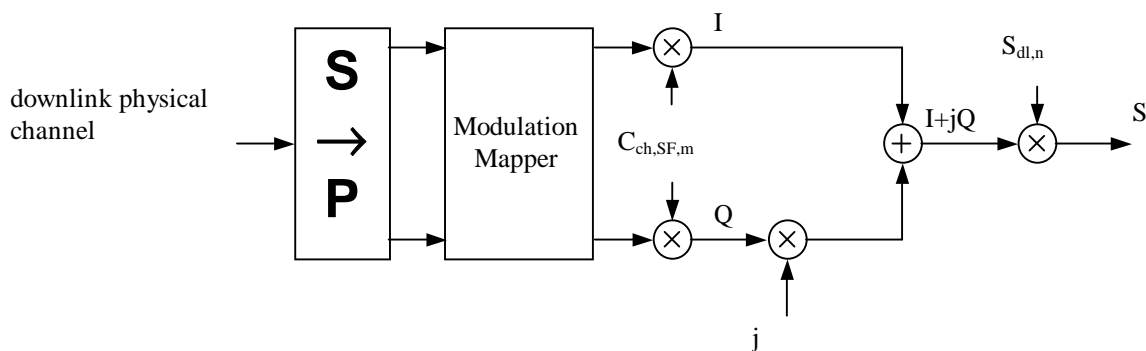 downlink physical
channel
S
→
P
Modulation
Mapper
I
C_ch,SF,m
Q
j
I+jQ
S_dl,n
S